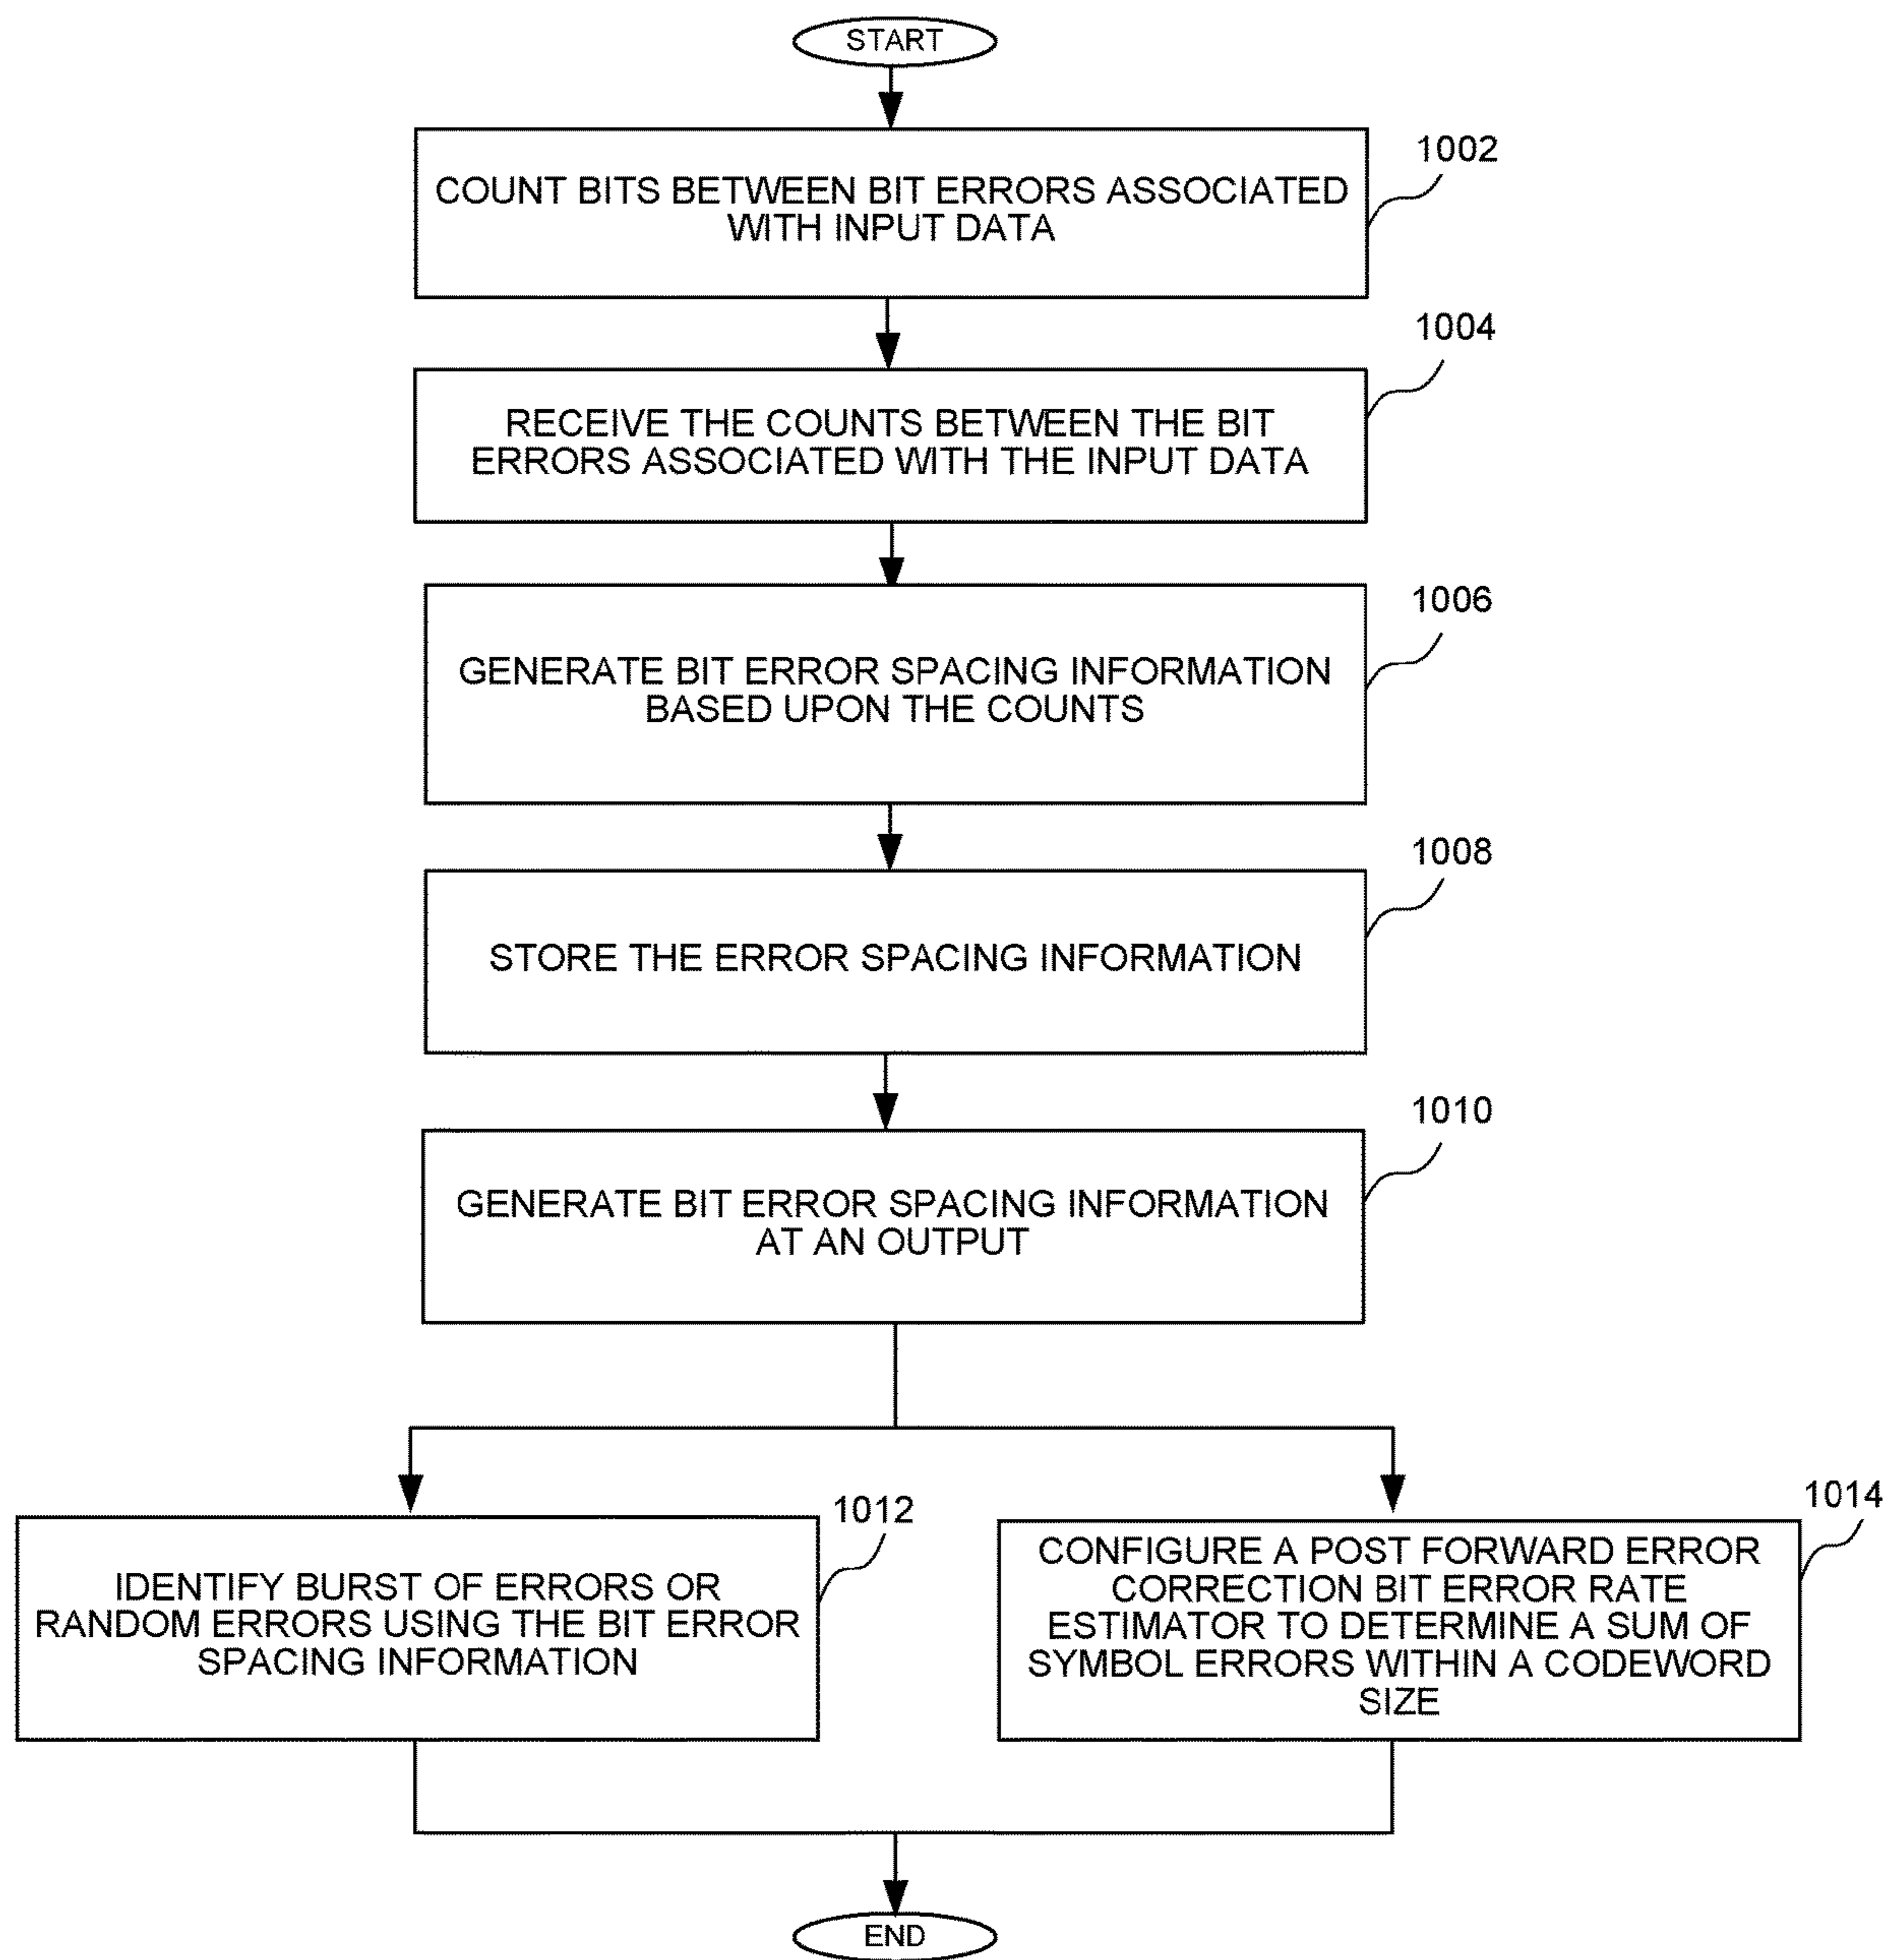 START
COUNT BITS BETWEEN BIT ERRORS ASSOCIATED
WITH INPUT DATA
1002
RECEIVE THE COUNTS BETWEEN THE BIT
ERRORS ASSOCIATED WITH THE INPUT DATA
1004
GENERATE BIT ERROR SPACING INFORMATION
BASED UPON THE COUNTS
1006
STORE THE ERROR SPACING INFORMATION
1008
GENERATE BIT ERROR SPACING INFORMATION
AT AN OUTPUT
1010
IDENTIFY BURST OF ERRORS OR
RANDOM ERRORS USING THE BIT ERROR
SPACING INFORMATION
1012
CONFIGURE A POST FORWARD ERROR
CORRECTION BIT ERROR RATE
ESTIMATOR TO DETERMINE A SUM OF
SYMBOL ERRORS WITHIN A CODEWORD
SIZE
1014
END